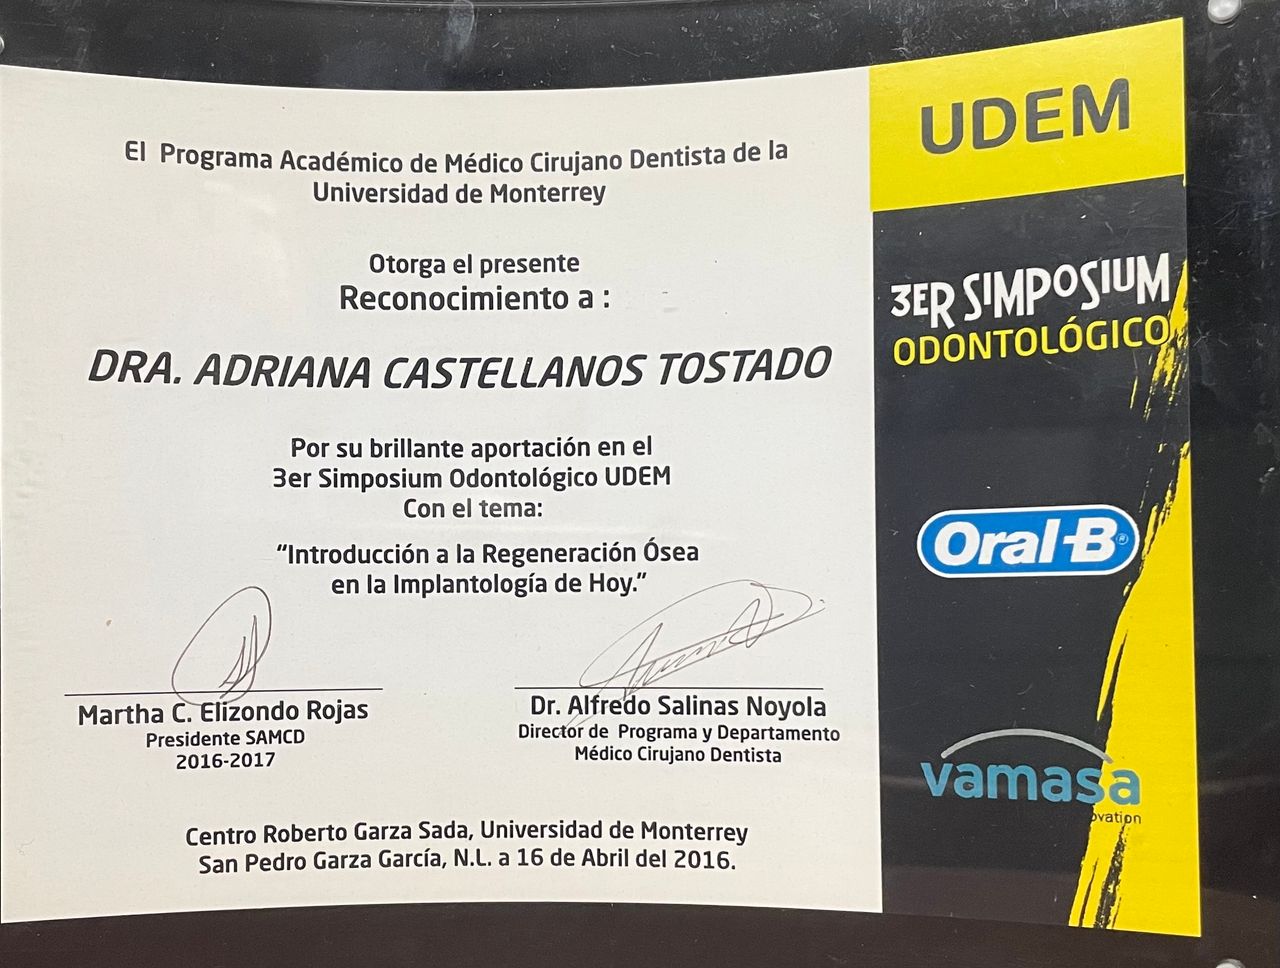 El Programa Académico de Médico Cirujano Dentista de la
Universidad de Monterrey
Otorga el presente
Reconocimiento a :
DRA. ADRIANA CASTELLANOS TOSTADO
Por su brillante aportación en el
3er Simposium Odontológico UDEM
Con el tema:
“Introducción a la Regeneración Ósea
en la Implantología de Hoy.”
Martha C. Elizondo Rojas
Presidente SAMCD
2016-2017
Dr. Alfredo Salinas Noyola
Director de Programa y Departamento
Médico Cirujano Dentista
Centro Roberto Garza Sada, Universidad de Monterrey
San Pedro Garza García, N.L. a 16 de Abril del 2016.
UDEM
3ER SIMPOSIUM
ODONTOLÓGICO
Oral-B®
vamasa